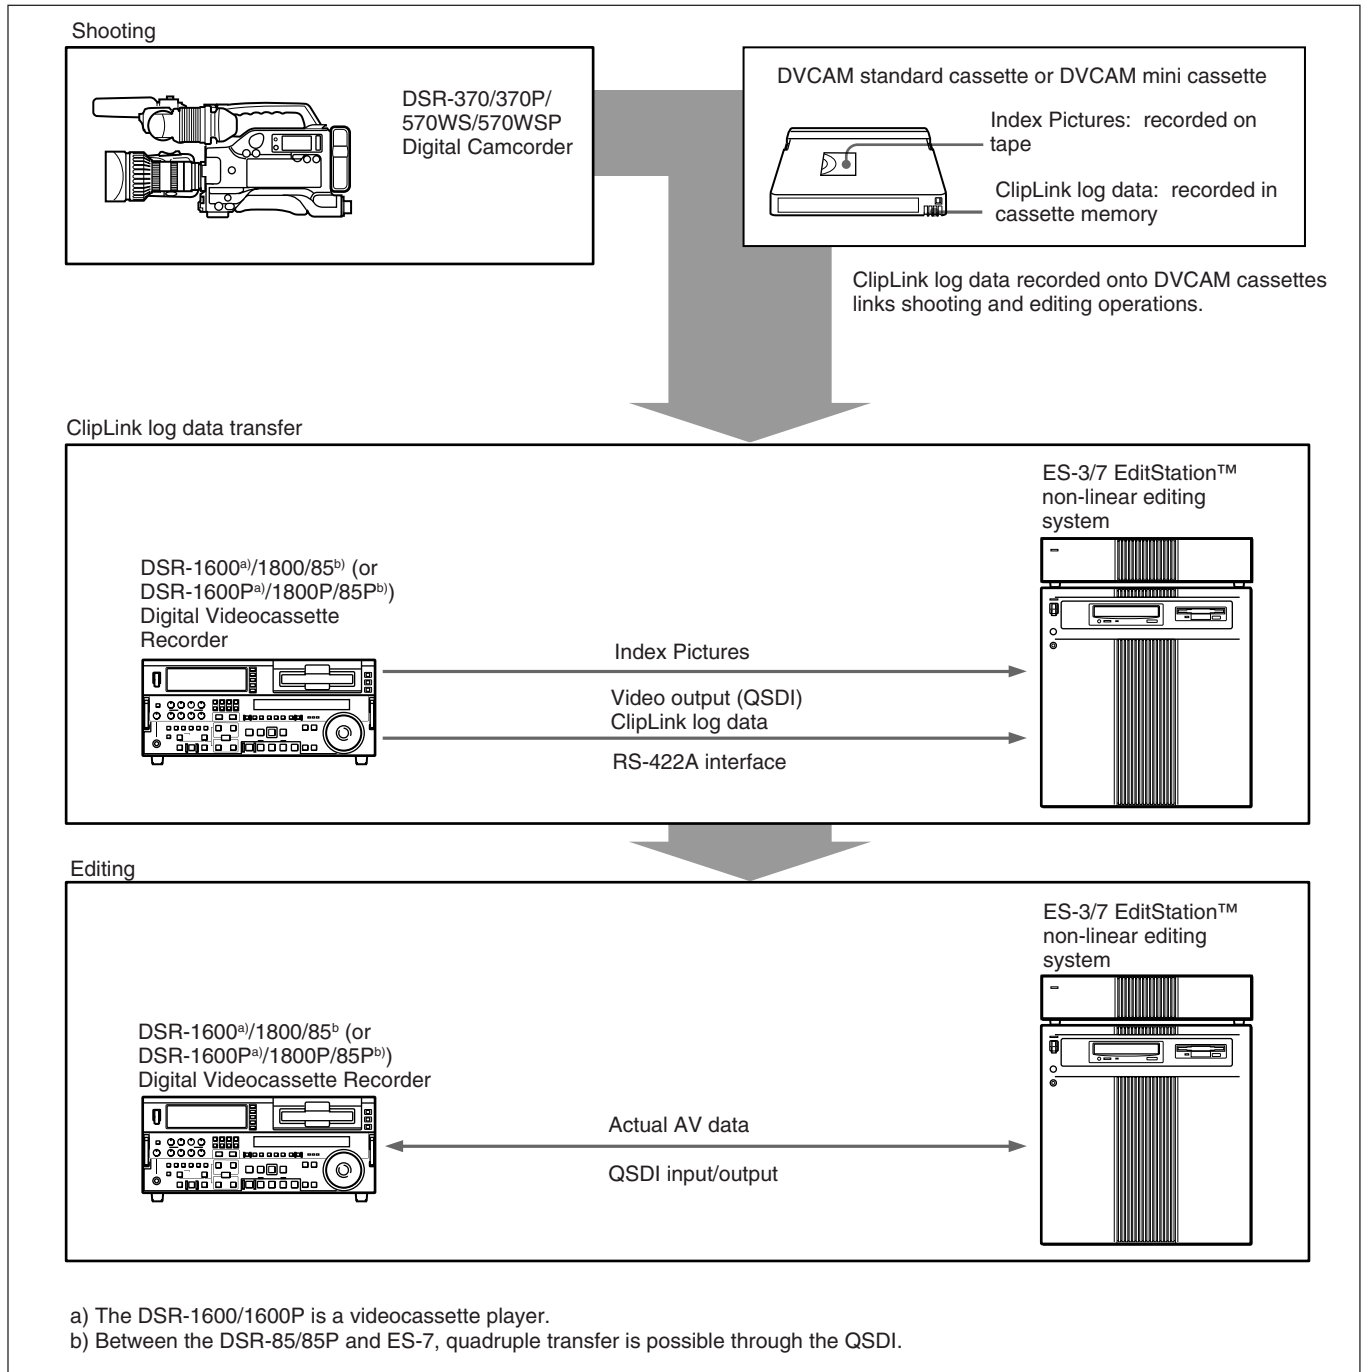 Shooting
DSR-370/370P/
570WS/570WSP
Digital Camcorder
DVCAM standard cassette or DVCAM mini cassette
Index Pictures: recorded on
tape
ClipLink log data: recorded in
cassette memory
ClipLink log data recorded onto DVCAM cassettes
links shooting and editing operations.
ClipLink log data transfer
ES-3/7 EditStation™
non-linear editing
system
DSR-1600a)/1800/85b) (or
DSR-1600Pa)/1800P/85Pb))
Digital Videocassette
Recorder
Index Pictures
Video output (QSDI)
ClipLink log data
RS-422A interface
Editing
ES-3/7 EditStation™
non-linear editing
system
DSR-1600a)/1800/85b (or
DSR-1600Pa)/1800P/85Pb))
Digital Videocassette Recorder
Actual AV data
QSDI input/output
a) The DSR-1600/1600P is a videocassette player.
b) Between the DSR-85/85P and ES-7, quadruple transfer is possible through the QSDI.